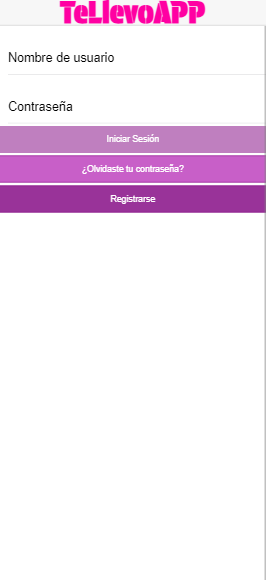 TeLlevoAPP
Nombre de usuario
Contraseña
Iniciar Sesión
¿Olvidaste tu contraseña?
Registrarse